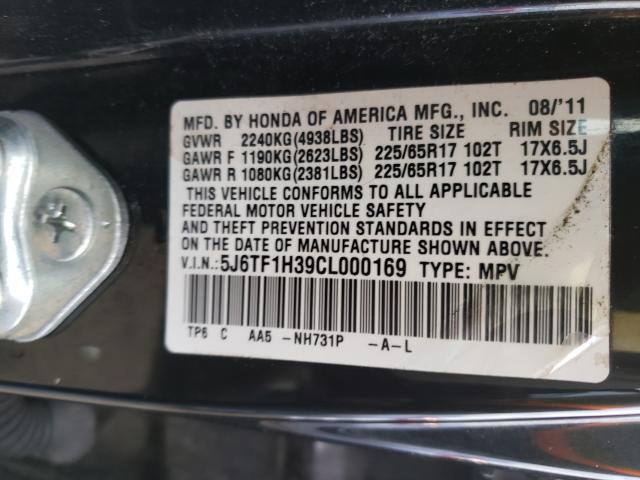 MFD. BY HONDA OF AMERICA MFG., INC. 08/'11
GVWR 2240KG(4938LBS) TIRE SIZE RIM SIZE
GAWR F 1190KG(2623LBS) 225/65R17 102T 17X6.5J
GAWR R 1080KG(2381LBS) 225/65R17 102T 17X6.5J
THIS VEHICLE CONFORMS TO ALL APPLICABLE
FEDERAL MOTOR VEHICLE SAFETY
AND THEFT PREVENTION STANDARDS IN EFFECT
ON THE DATE OF MANUFACTURE SHOWN ABOVE.
V.I.N.:5J6TF1H39CL000169 TYPE: MPV
TP6 C AA5 -NH731P -A-L